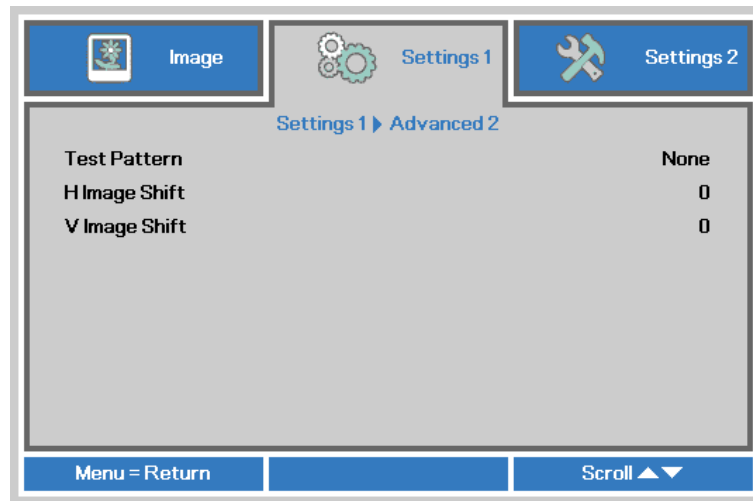 Image Settings 1 Settings 2
Settings 1 ▶ Advanced 2
Test Pattern None
H Image Shift 0
V Image Shift 0
Menu = Return Scroll ▲▼